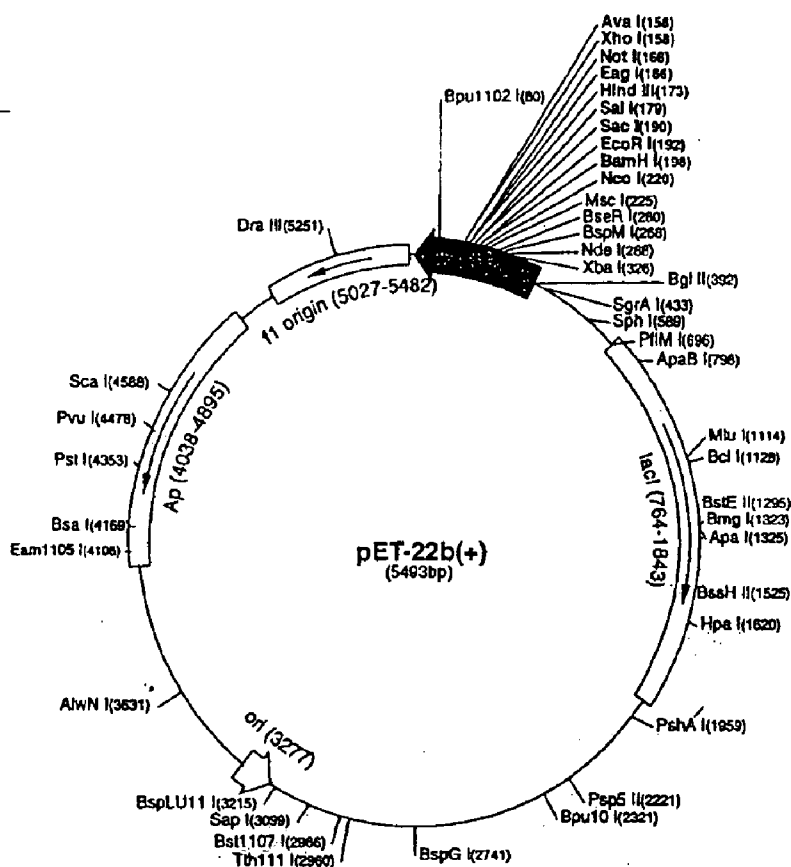 Ava I(158)
Xho I(158)
Not I(166)
Eag I(166)
Hind III(173)
Sal I(179)
Sac I(190)
EcoR I(192)
BamH I(198)
Nco I(220)
Msc I(225)
BseR I(260)
BspM I(268)
Nde I(288)
Xba I(326)
Bgl II(392)
SgrA I(433)
Sph I(589)
PflM I(696)
ApaB I(796)
Mlu I(1114)
Bcl I(1128)
BstE II(1295)
Bmg I(1323)
Apa I(1325)
BssH II(1525)
Hpa I(1620)
PshA I(1959)
Psp5 II(2221)
Bpu10 I(2321)
BspG I(2741)
Tth111 I(2960)
Bst1107 I(2986)
Sap I(3099)
BspLU11 I(3215)
AlwN I(3631)
Eam1105 I(4106)
Bsa I(4169)
Pst I(4353)
Pvu I(4478)
Sca I(4588)
Dra III(5251)
Bpu1102 I(80)
f1 origin (5027-5482)
Ap (4038-4895)
lacI (764-1843)
ori (3277)
pET-22b(+)
(5493bp)